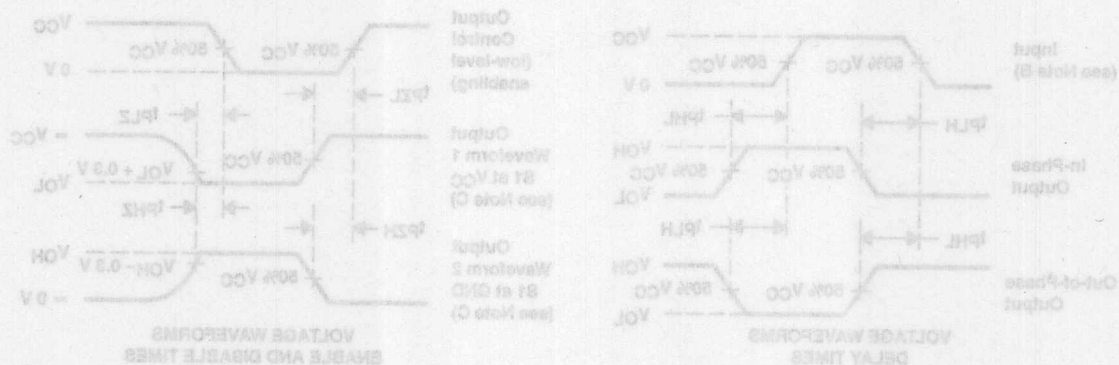 Input
(see Note B)
50% VCC
50% VCC
VCC
0 V
tPLH
tPHL
In-Phase
Output
50% VCC
50% VCC
VOH
VOL
tPHL
tPLH
Out-of-Phase
Output
50% VCC
50% VCC
VOH
VOL
VOLTAGE WAVEFORMS
DELAY TIMES
Output
Control
(low-level
enabling)
50% VCC
50% VCC
VCC
0 V
tPZL
tPLZ
Output
Waveform 1
S1 at VCC
(see Note C)
50% VCC
VOL + 0.3 V
≈ VCC
VOL
tPZH
tPHZ
Output
Waveform 2
S1 at GND
(see Note C)
50% VCC
VOH − 0.3 V
VOH
≈ 0 V
VOLTAGE WAVEFORMS
ENABLE AND DISABLE TIMES